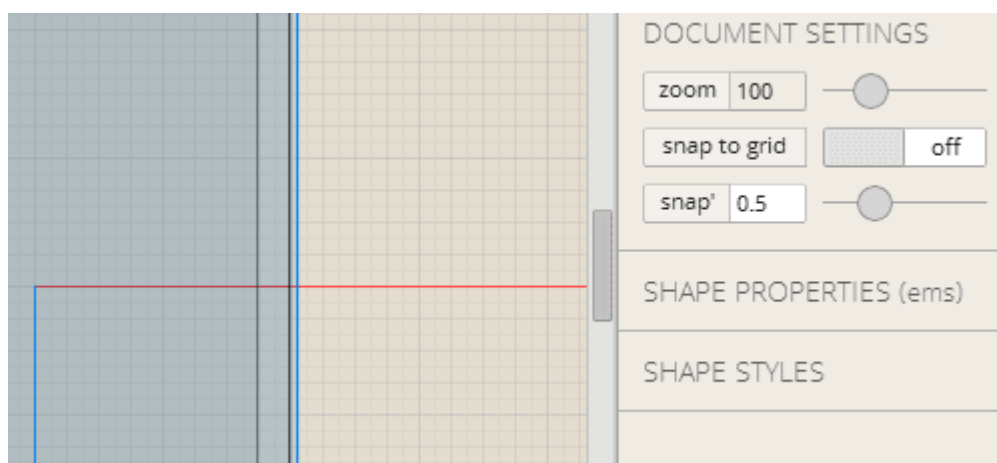 DOCUMENT SETTINGS
zoom 100
snap to grid off
snap' 0.5
SHAPE PROPERTIES (ems)
SHAPE STYLES